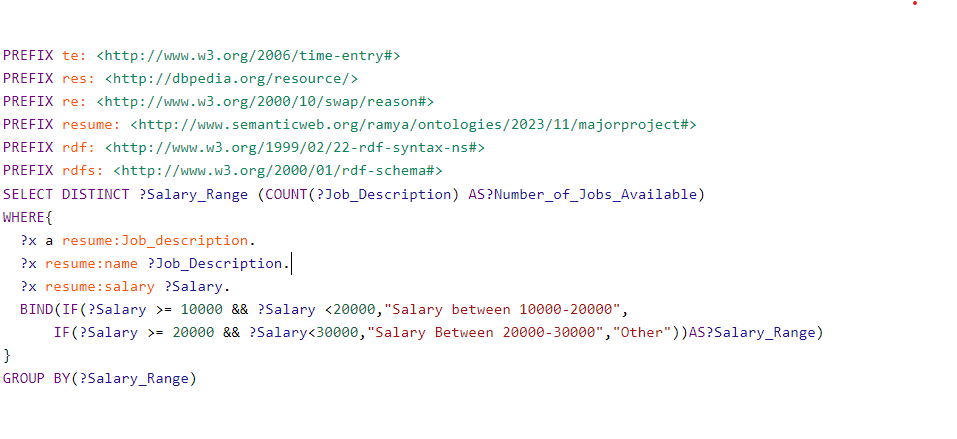 PREFIX te: <http://www.w3.org/2006/time-entry#>
PREFIX res: <http://dbpedia.org/resource/>
PREFIX re: <http://www.w3.org/2000/10/swap/reason#>
PREFIX resume: <http://www.semanticweb.org/ramya/ontologies/2023/11/majorproject#>
PREFIX rdf: <http://www.w3.org/1999/02/22-rdf-syntax-ns#>
PREFIX rdfs: <http://www.w3.org/2000/01/rdf-schema#>
SELECT DISTINCT ?Salary_Range (COUNT(?Job_Description) AS?Number_of_Jobs_Available)
WHERE{
  ?x a resume:Job_description.
  ?x resume:name ?Job_Description.
  ?x resume:salary ?Salary.
  BIND(IF(?Salary >= 10000 && ?Salary <20000,"Salary between 10000-20000",
      IF(?Salary >= 20000 && ?Salary<30000,"Salary Between 20000-30000","Other"))AS?Salary_Range)
}
GROUP BY(?Salary_Range)